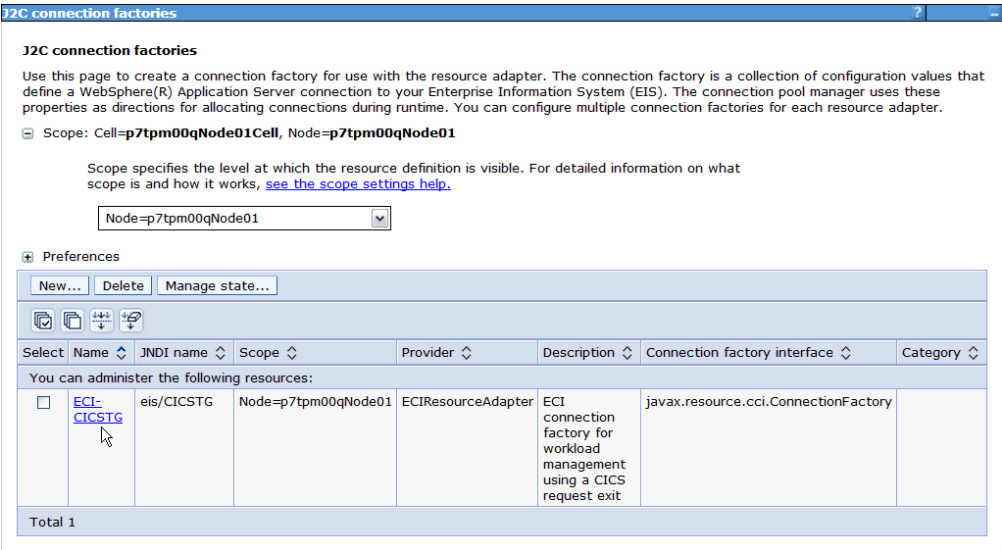 J2C connection factories ? –
J2C connection factories
Use this page to create a connection factory for use with the resource adapter. The connection factory is a collection of configuration values that
define a WebSphere(R) Application Server connection to your Enterprise Information System (EIS). The connection pool manager uses these
properties as directions for allocating connections during runtime. You can configure multiple connection factories for each resource adapter.
Scope: Cell=p7tpm00qNode01Cell, Node=p7tpm00qNode01
Scope specifies the level at which the resource definition is visible. For detailed information on what
scope is and how it works, see the scope settings help.
Node=p7tpm00qNode01
Preferences
New... Delete Manage state...
Select Name JNDI name Scope Provider Description Connection factory interface Category
You can administer the following resources:
ECI- eis/CICSTG Node=p7tpm00qNode01 ECIResourceAdapter ECI javax.resource.cci.ConnectionFactory
CICSTG connection
factory for
workload
management
using a CICS
request exit
Total 1